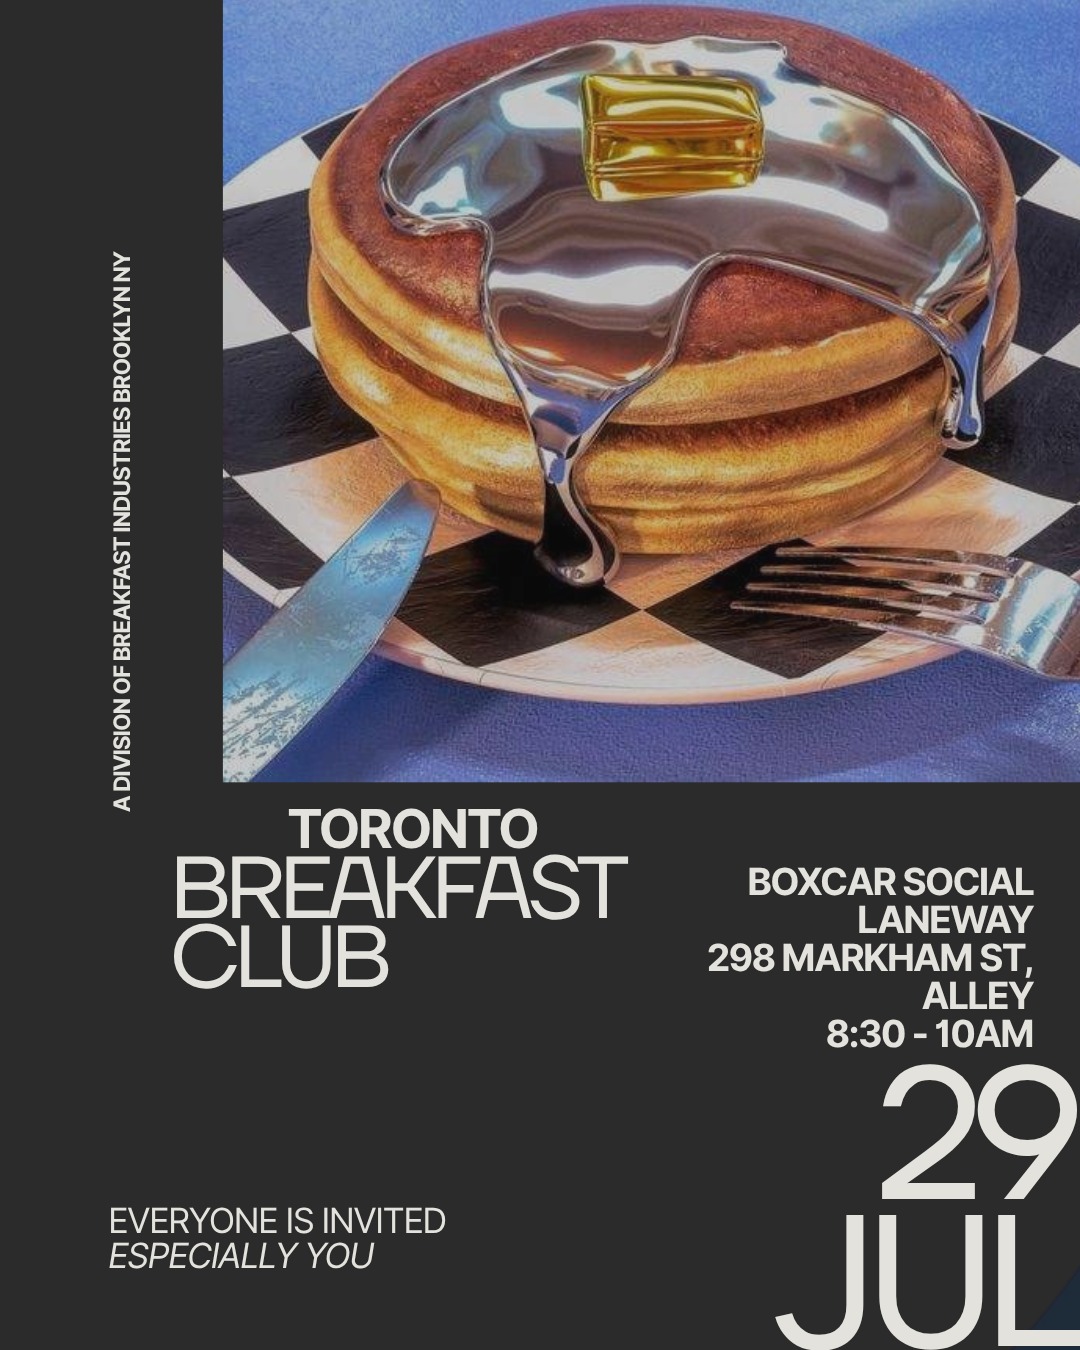 A DIVISION OF BREAKFAST INDUSTRIES BROOKLYN NY
TORONTO
BREAKFAST
CLUB
BOXCAR SOCIAL
LANEWAY
298 MARKHAM ST,
ALLEY
8:30 - 10AM
29
JUL
EVERYONE IS INVITED
ESPECIALLY YOU